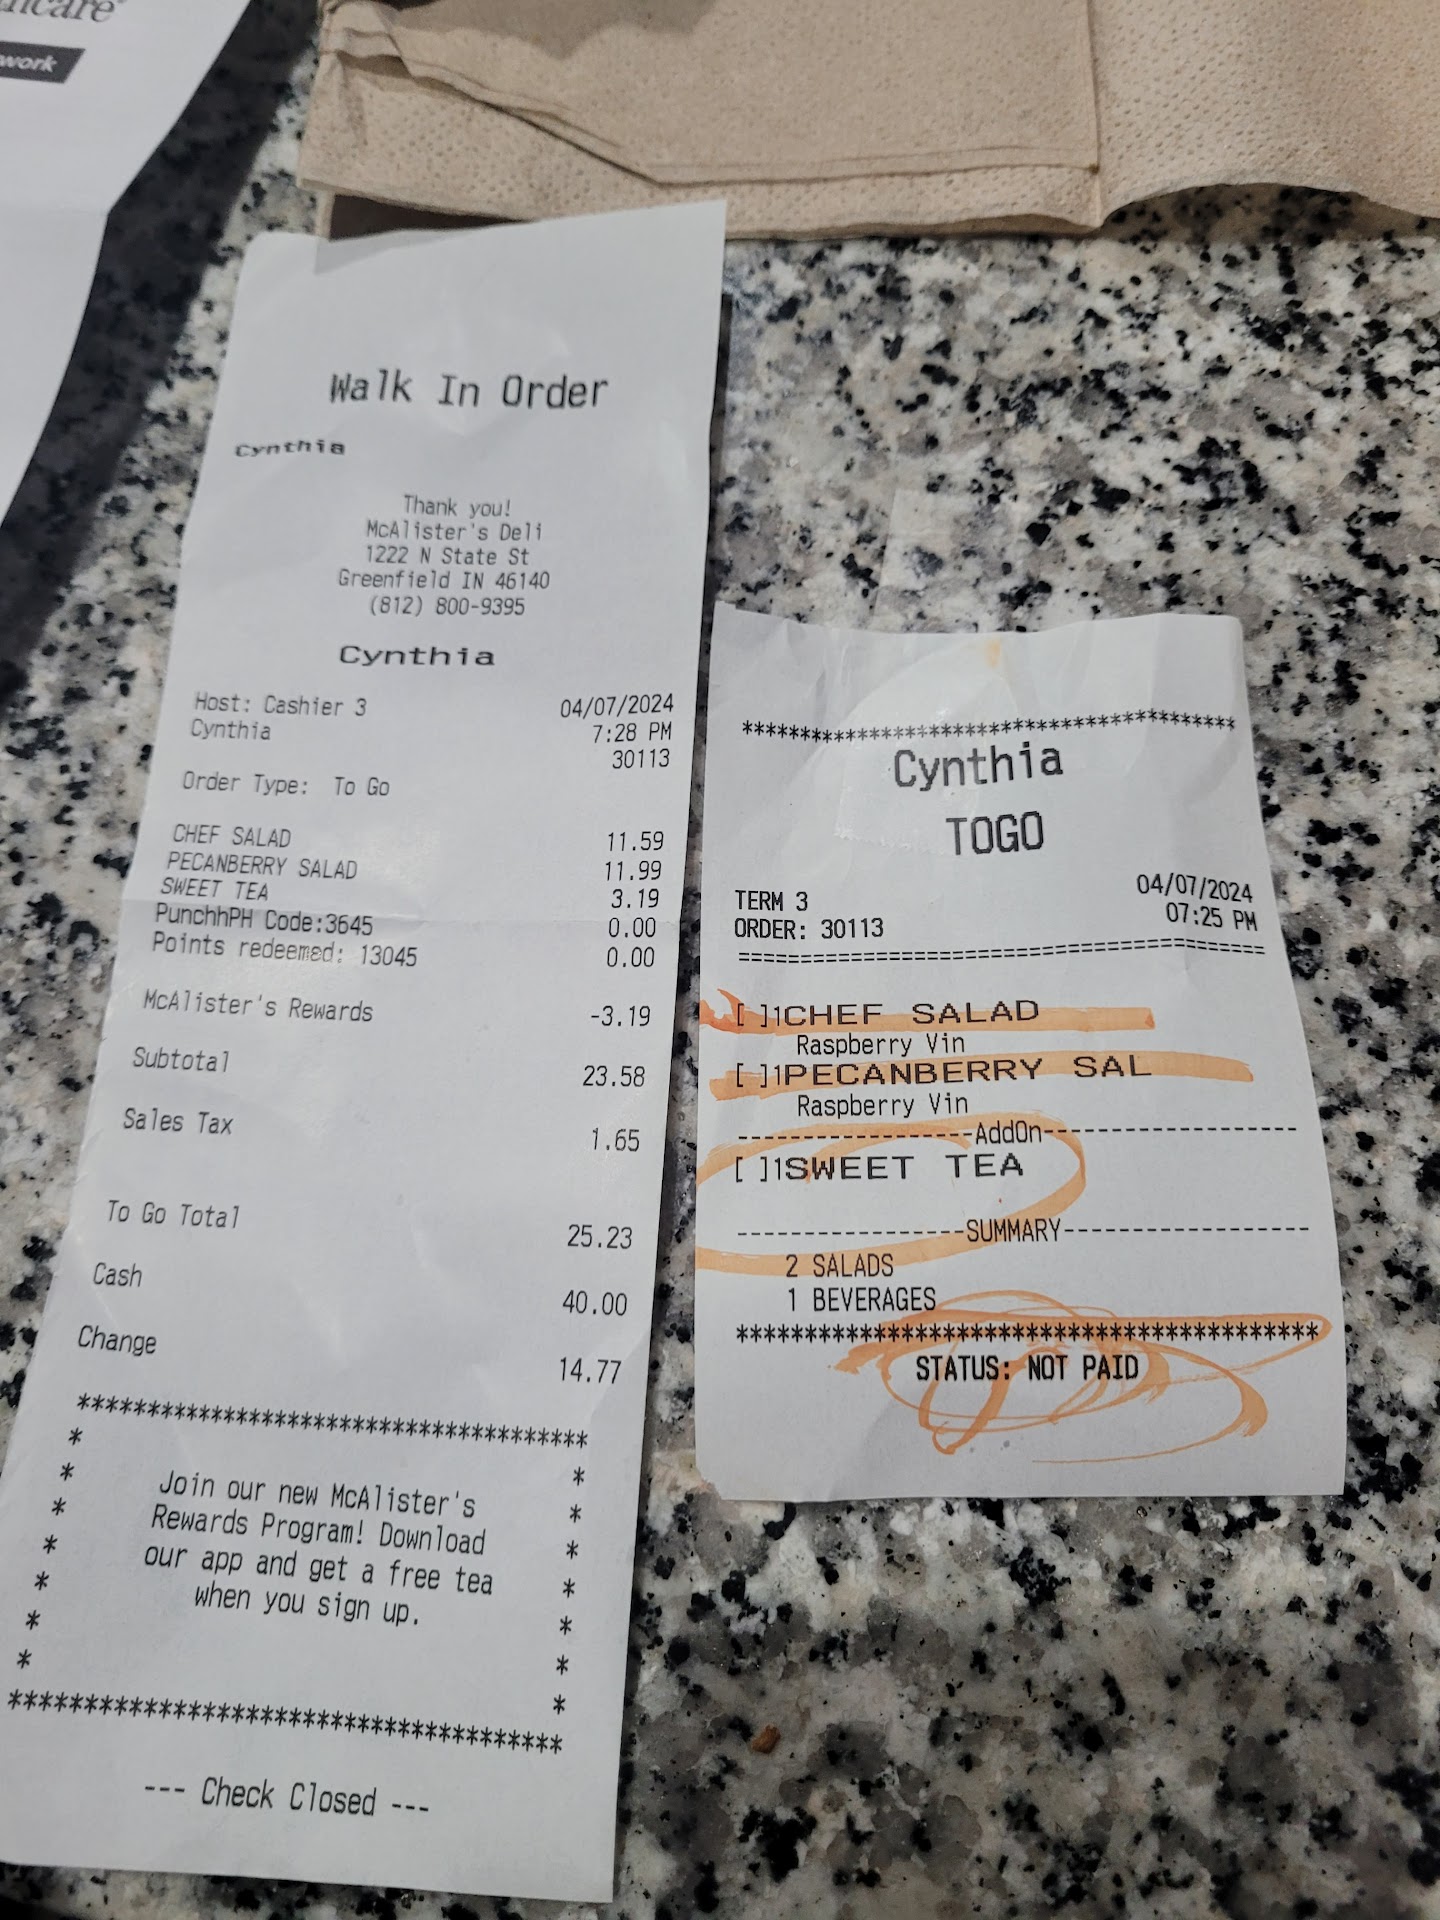 care®
work
Walk In Order
Cynthia
Thank you!
McAlister's Deli
1222 N State St
Greenfield IN 46140
(812) 800-9395
Cynthia
Host: Cashier 3 04/07/2024
Cynthia 7:28 PM
30113
Order Type: To Go
CHEF SALAD 11.59
PECANBERRY SALAD 11.99
SWEET TEA 3.19
PunchhPH Code:3645 0.00
Points redeemed: 13045 0.00
McAlister's Rewards -3.19
Subtotal 23.58
Sales Tax 1.65
To Go Total 25.23
Cash 40.00
Change 14.77
****************************************
* *
* Join our new McAlister's *
* Rewards Program! Download *
* our app and get a free tea *
* when you sign up. *
* *
* *
****************************************
--- Check Closed ---
******************************************
Cynthia
TOGO
TERM 3 04/07/2024
ORDER: 30113 07:25 PM
==========================================
[ ]1CHEF SALAD
Raspberry Vin
[ ]1PECANBERRY SAL
Raspberry Vin
-----------------AddOn------------------
[ ]1SWEET TEA
----------------SUMMARY-----------------
2 SALADS
1 BEVERAGES
******************************************
STATUS: NOT PAID